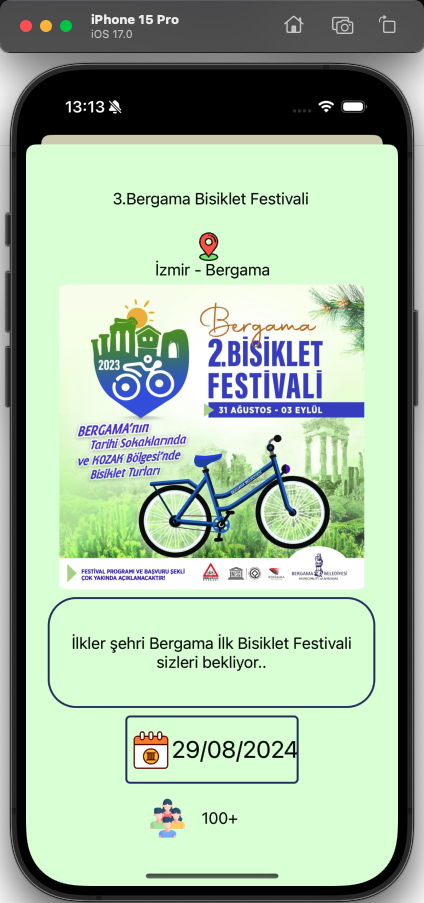 iPhone 15 Pro
iOS 17.0
13:13
3.Bergama Bisiklet Festivali
İzmir - Bergama
2023
Bergama
2.BİSİKLET
FESTİVALİ
31 AĞUSTOS - 03 EYLÜL
BERGAMA'nın
Tarihi Sokaklarında
ve KOZAK Bölgesi'nde
Bisiklet Turları
FESTİVAL PROGRAMI VE BAŞVURU ŞEKLİ
ÇOK YAKINDA AÇIKLANACAKTIR!
BERGAMA BELEDİYESİ
İlkler şehri Bergama İlk Bisiklet Festivali
sizleri bekliyor..
29/08/2024
100+